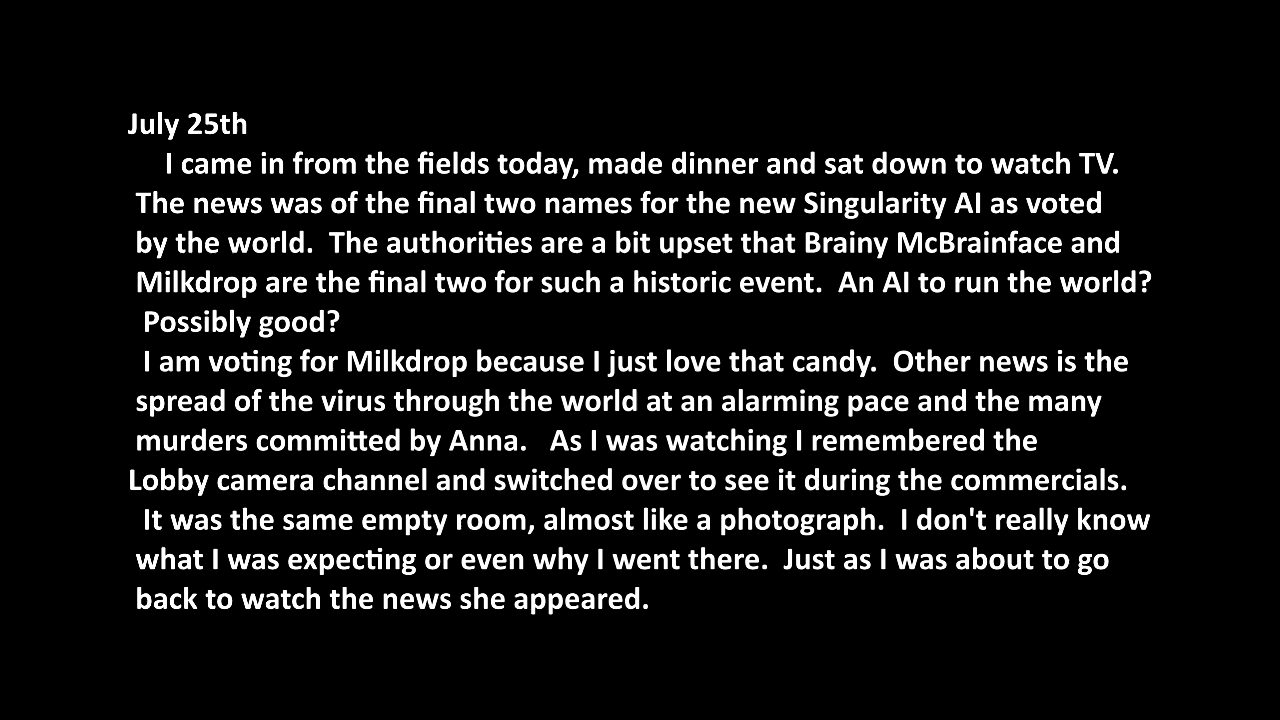 July 25th
I came in from the fields today, made dinner and sat down to watch TV.
The news was of the final two names for the new Singularity AI as voted
by the world.  The authorities are a bit upset that Brainy McBrainface and
Milkdrop are the final two for such a historic event.  An AI to run the world?
Possibly good?
I am voting for Milkdrop because I just love that candy.  Other news is the
spread of the virus through the world at an alarming pace and the many
murders committed by Anna.   As I was watching I remembered the
Lobby camera channel and switched over to see it during the commercials.
It was the same empty room, almost like a photograph.  I don't really know
what I was expecting or even why I went there.  Just as I was about to go
back to watch the news she appeared.